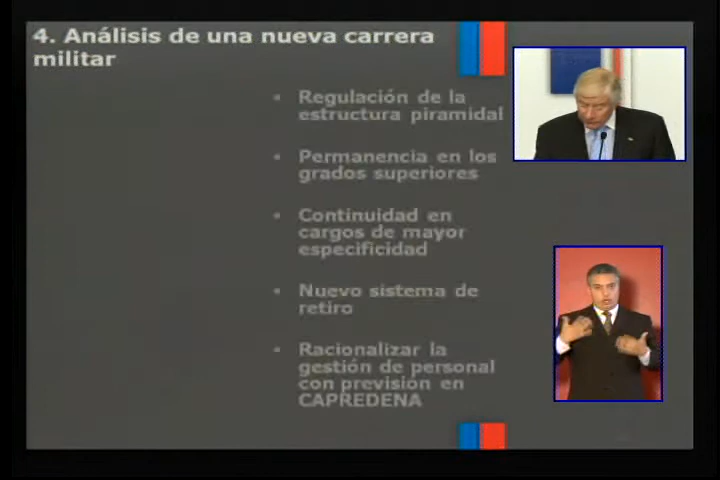 4. Análisis de una nueva carrera
militar
• Regulación de la
estructura piramidal
• Permanencia en los
grados superiores
• Continuidad en
cargos de mayor
especificidad
• Nuevo sistema de
retiro
• Racionalizar la
gestión de personal
con previsión en
CAPREDENA